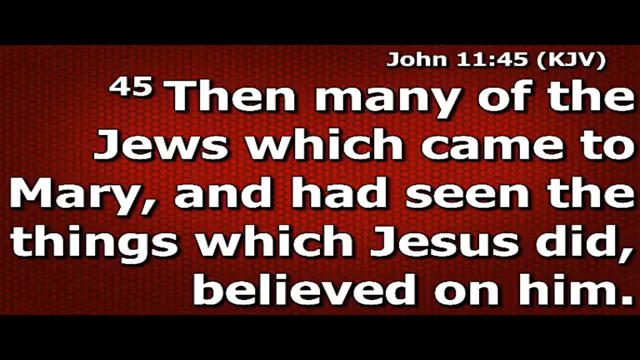 John 11:45 (KJV)
45 Then many of the
Jews which came to
Mary, and had seen the
things which Jesus did,
believed on him.